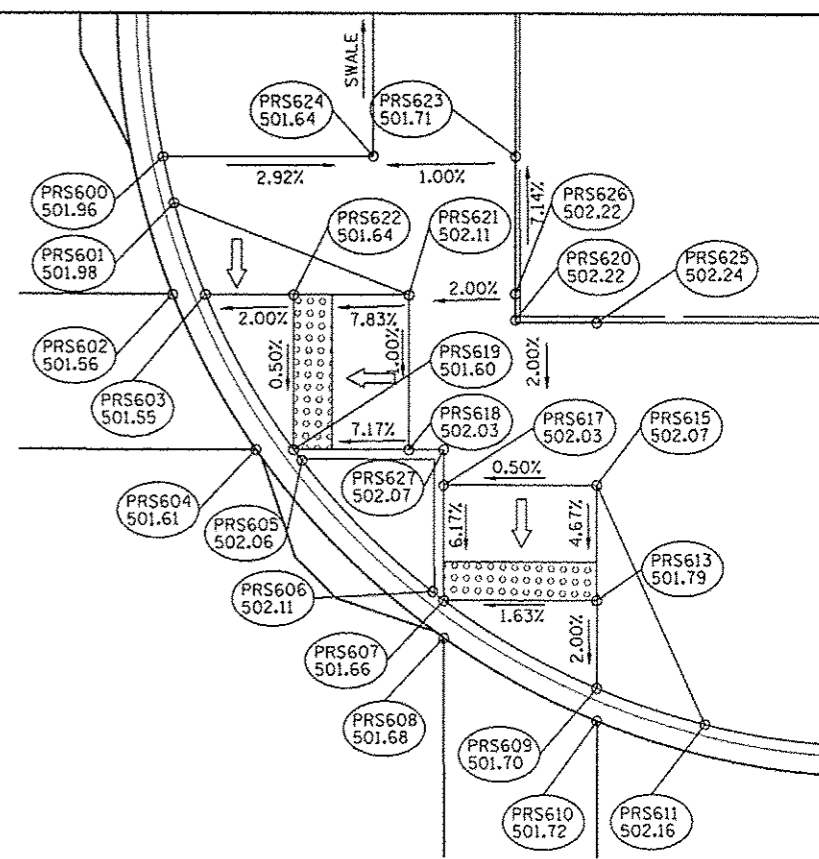 SWALE
PRS624
501.64
PRS623
501.71
2.92%
1.00%
PRS600
501.96
7.14%
PRS626
502.22
PRS601
501.98
PRS622
501.64
PRS621
502.11
PRS620
502.22
PRS625
502.24
2.00%
2.00%
7.83%
PRS602
501.56
0.50%
1.00%
PRS619
501.60
2.00%
PRS603
501.55
7.17%
PRS618
502.03
PRS617
502.03
PRS615
502.07
PRS604
501.61
PRS605
502.06
PRS627
502.07
0.50%
6.17%
4.67%
PRS606
502.11
PRS613
501.79
1.63%
PRS607
501.66
2.00%
PRS608
501.68
PRS609
501.70
PRS610
501.72
PRS611
502.16